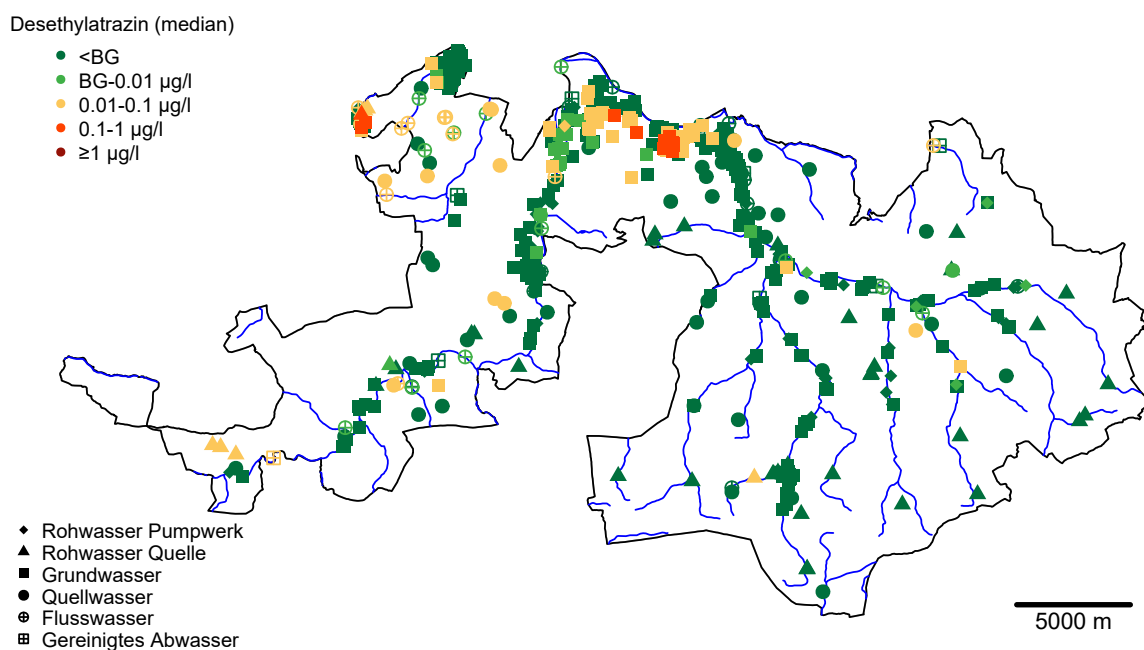 Desethylatrazin (median)
<BG
BG-0.01 µg/l
0.01-0.1 µg/l
0.1-1 µg/l
≥1 µg/l
Rohwasser Pumpwerk
Rohwasser Quelle
Grundwasser
Quellwasser
Flusswasser
Gereinigtes Abwasser
5000 m